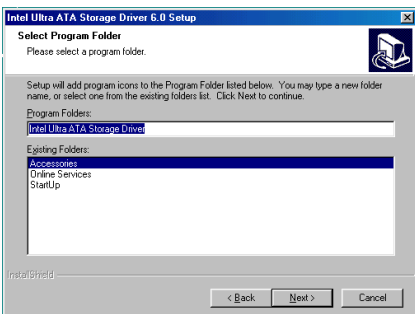 Intel Ultra ATA Storage Driver 6.0 Setup
Select Program Folder
Please select a program folder.
Setup will add program icons to the Program Folder listed below. You may type a new folder
name, or select one from the existing folders list. Click Next to continue.
Program Folders:
Intel Ultra ATA Storage Driver
Existing Folders:
Accessories
Online Services
StartUp
InstallShield
< Back
Next >
Cancel